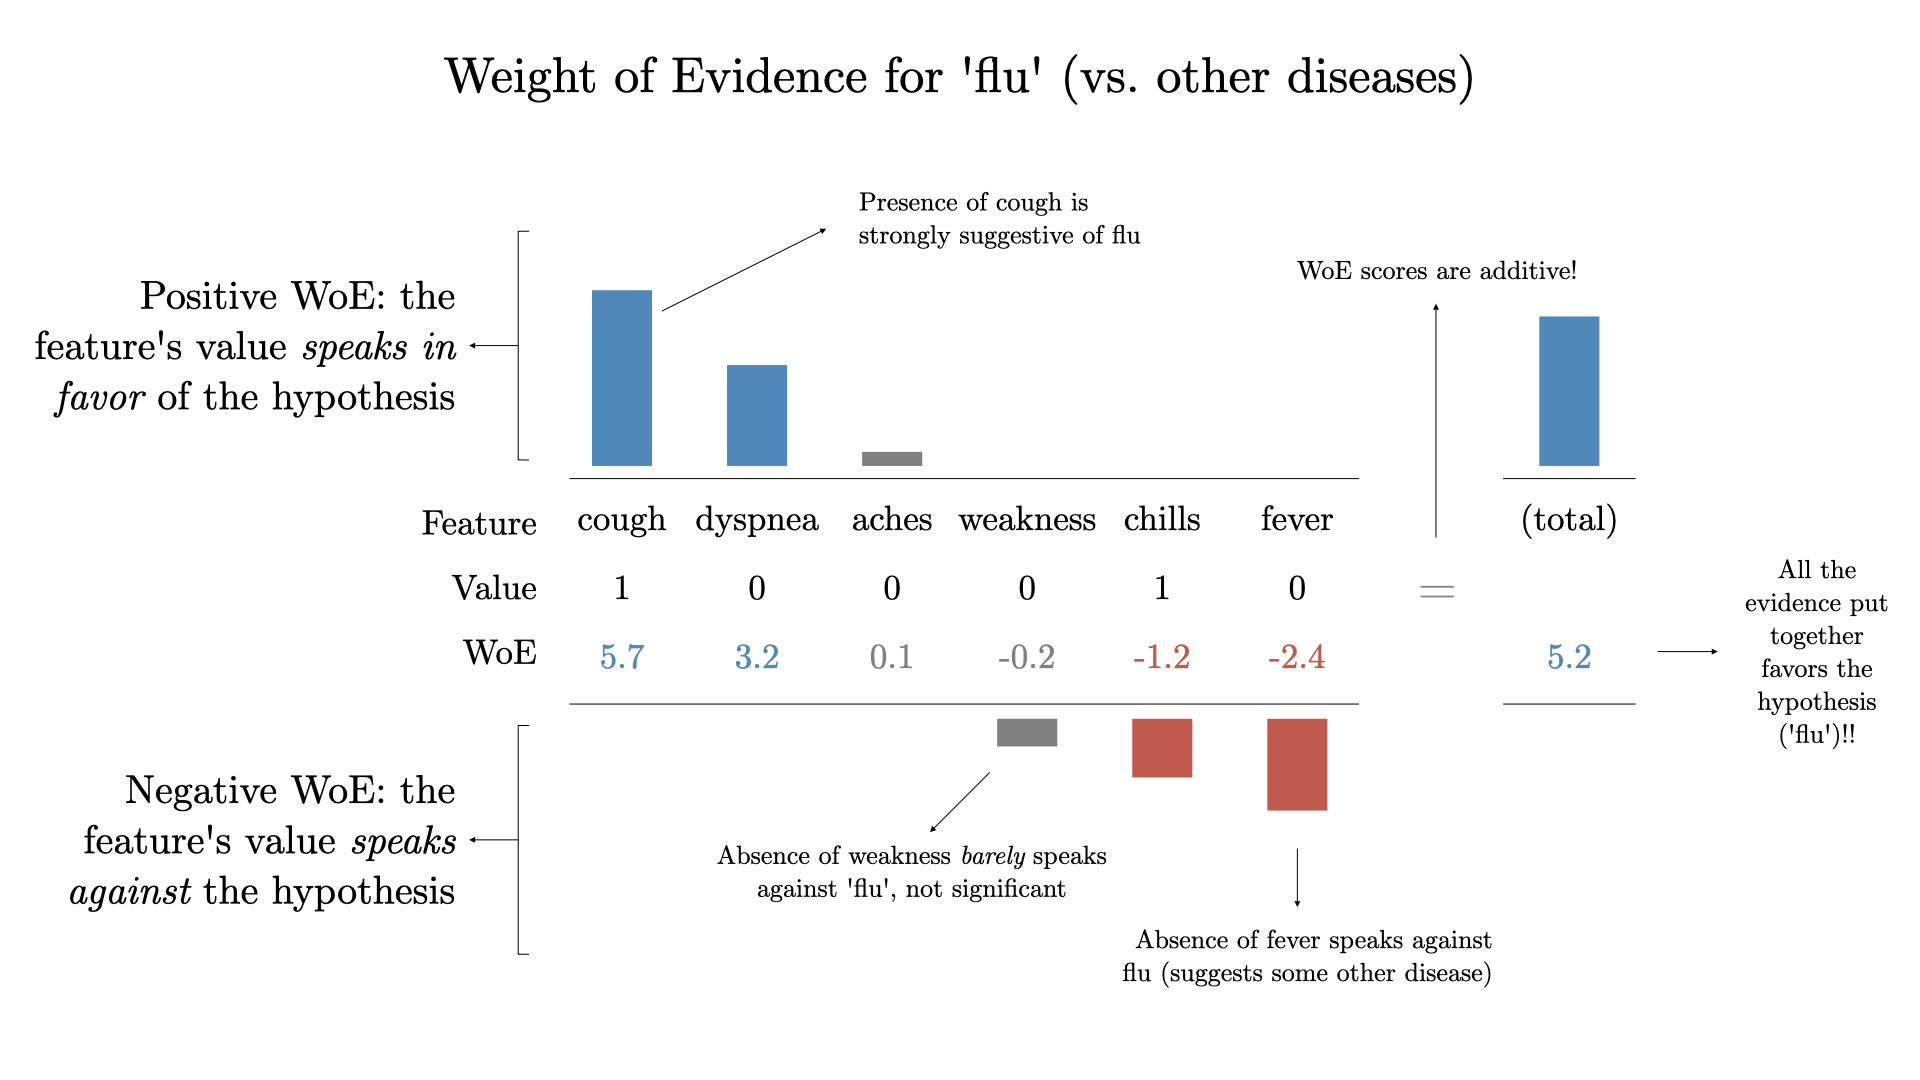 Weight of Evidence for 'flu' (vs. other diseases)
Presence of cough is
strongly suggestive of flu
WoE scores are additive!
Positive WoE: the
feature's value speaks in
favor of the hypothesis
Feature cough dyspnea aches weakness chills fever (total)
Value 1 0 0 0 1 0 =
WoE 5.7 3.2 0.1 -0.2 -1.2 -2.4 5.2
All the
evidence put
together
favors the
hypothesis
('flu')!!
Negative WoE: the
feature's value speaks
against the hypothesis
Absence of weakness barely speaks
against 'flu', not significant
Absence of fever speaks against
flu (suggests some other disease)